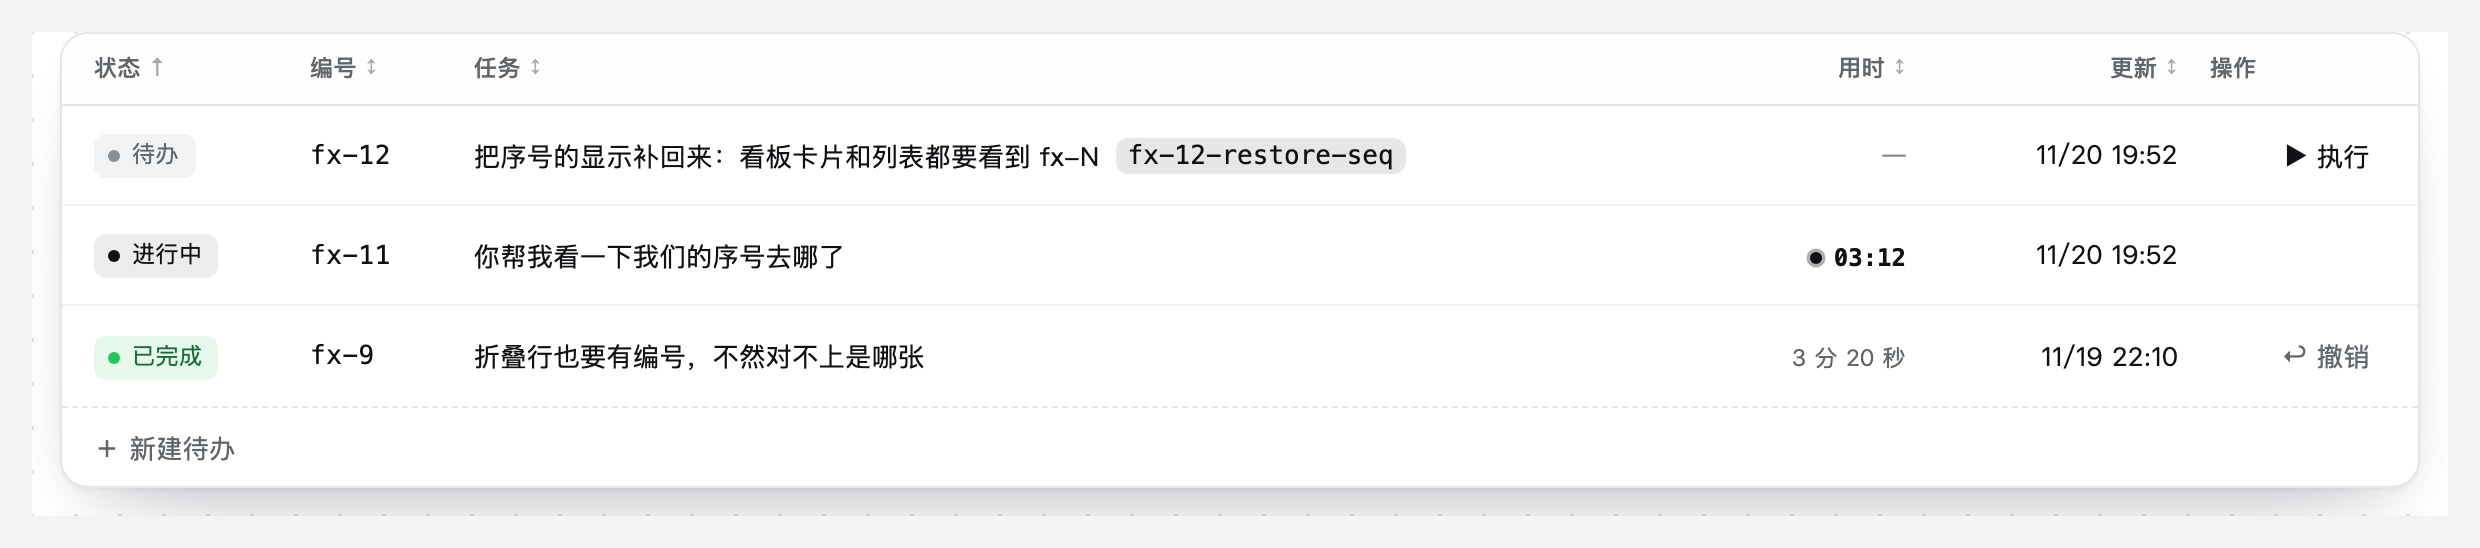 状态 ↑ 编号 ↕ 任务 ↕ 用时 ↕ 更新 ↕ 操作
待办 fx-12 把序号的显示补回来：看板卡片和列表都要看到 fx-N fx-12-restore-seq — 11/20 19:52 ▶ 执行
进行中 fx-11 你帮我看一下我们的序号去哪了 03:12 11/20 19:52
已完成 fx-9 折叠行也要有编号，不然对不上是哪张 3 分 20 秒 11/19 22:10 ↩ 撤销
+ 新建待办